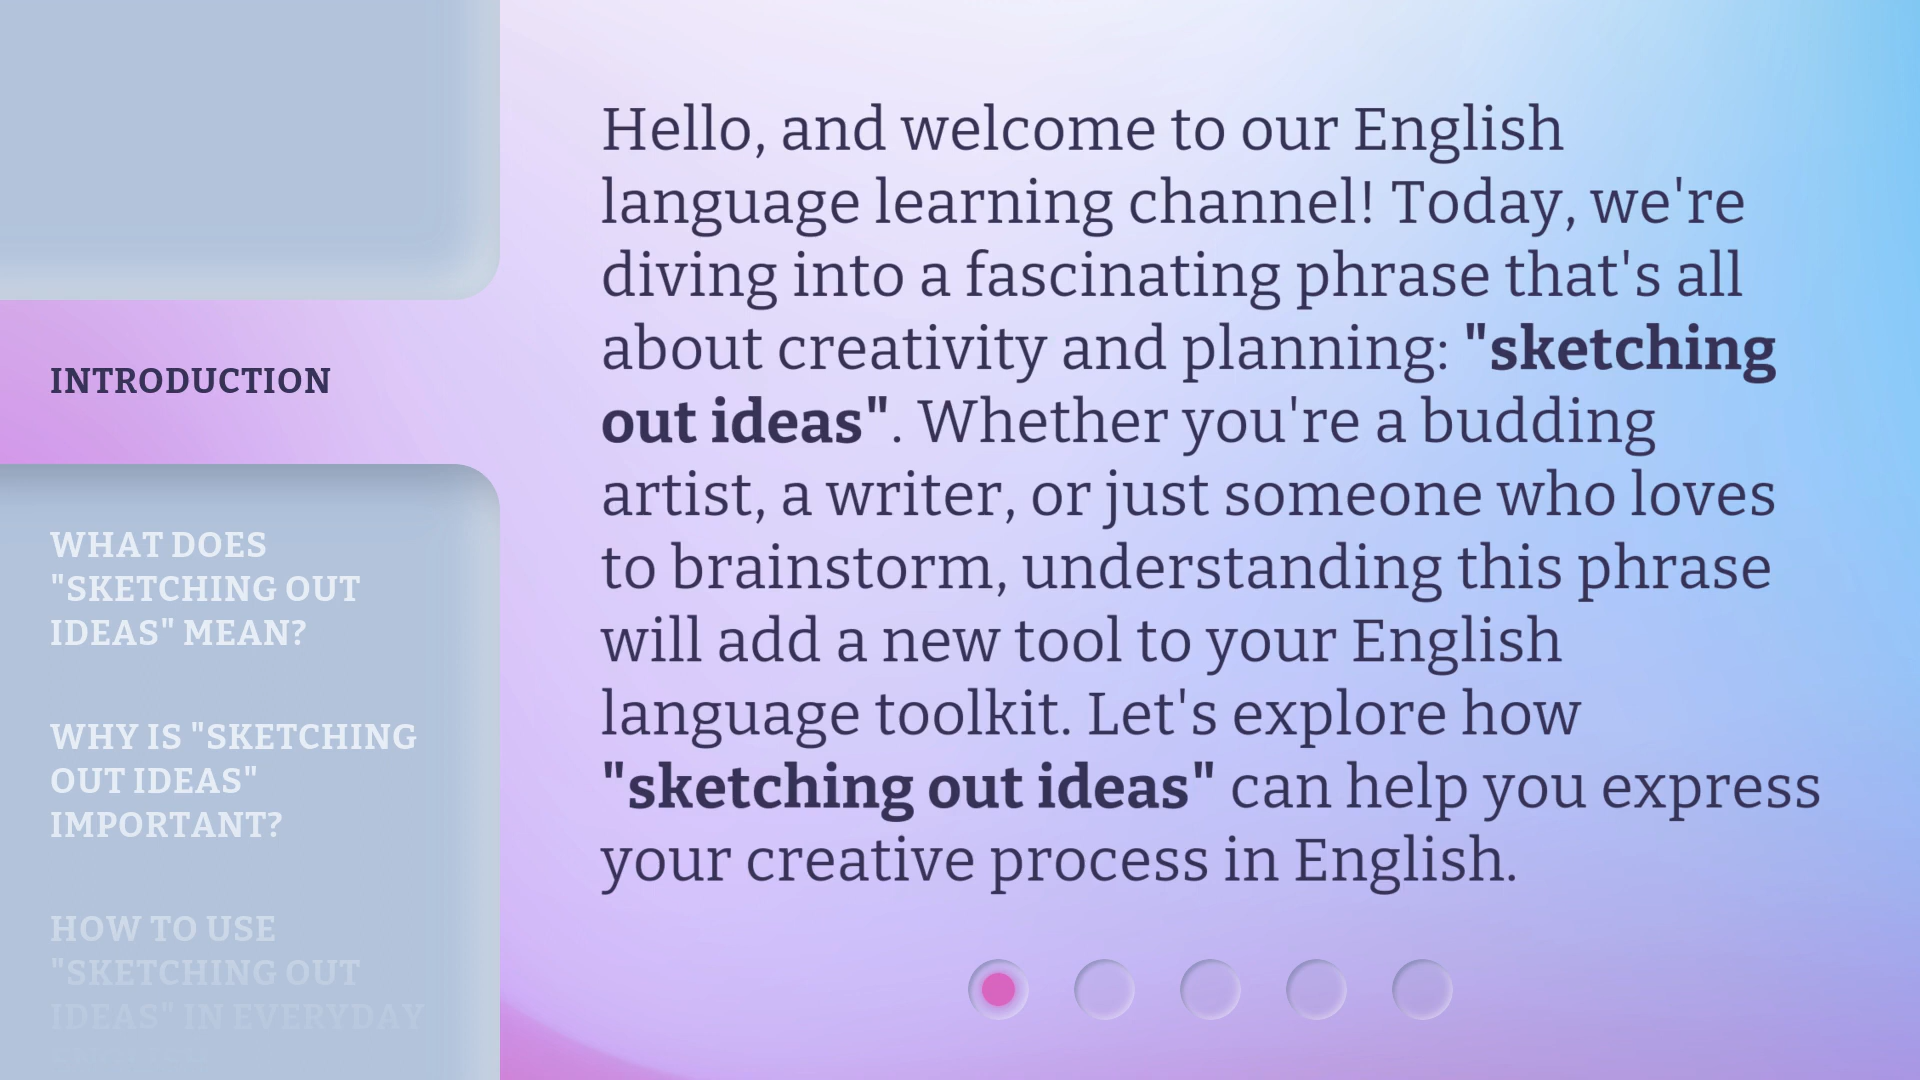 INTRODUCTION
WHAT DOES
"SKETCHING OUT
IDEAS" MEAN?
WHY IS "SKETCHING
OUT IDEAS"
IMPORTANT?
HOW TO USE
"SKETCHING OUT
IDEAS" IN EVERYDAY
Hello, and welcome to our English
language learning channel! Today, we're
diving into a fascinating phrase that's all
about creativity and planning: "sketching
out ideas". Whether you're a budding
artist, a writer, or just someone who loves
to brainstorm, understanding this phrase
will add a new tool to your English
language toolkit. Let's explore how
"sketching out ideas" can help you express
your creative process in English.